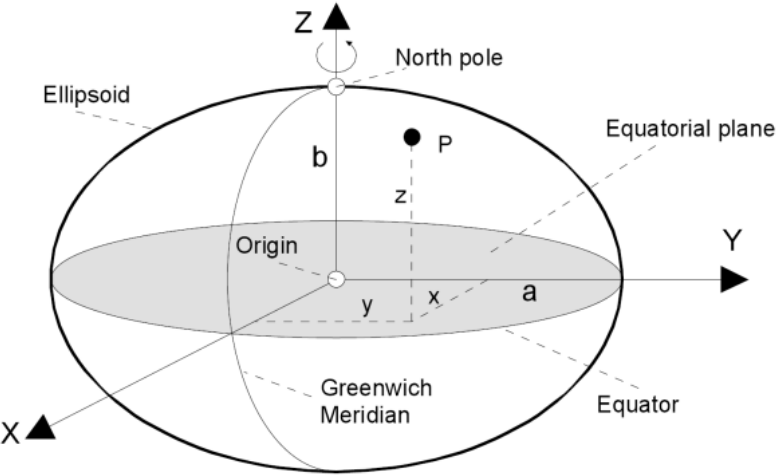 Z
North pole
Ellipsoid
Equatorial plane
P
b
z
Y
Origin
y
x
a
Greenwich
Meridian
Equator
X